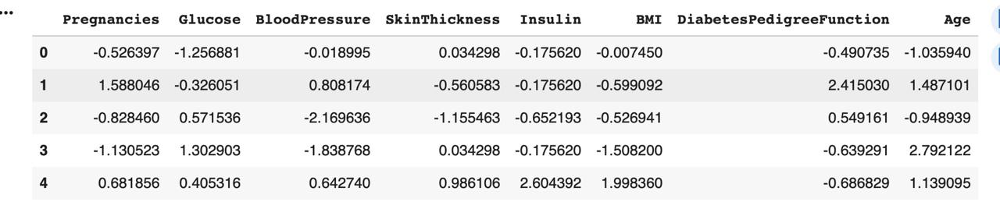 Pregnancies Glucose BloodPressure SkinThickness Insulin BMI DiabetesPedigreeFunction Age
0 -0.526397 -1.256881 -0.018995 0.034298 -0.175620 -0.007450 -0.490735 -1.035940
1 1.588046 -0.326051 0.808174 -0.560583 -0.175620 -0.599092 2.415030 1.487101
2 -0.828460 0.571536 -2.169636 -1.155463 -0.652193 -0.526941 0.549161 -0.948939
3 -1.130523 1.302903 -1.838768 0.034298 -0.175620 -1.508200 -0.639291 2.792122
4 0.681856 0.405316 0.642740 0.986106 2.604392 1.998360 -0.686829 1.139095